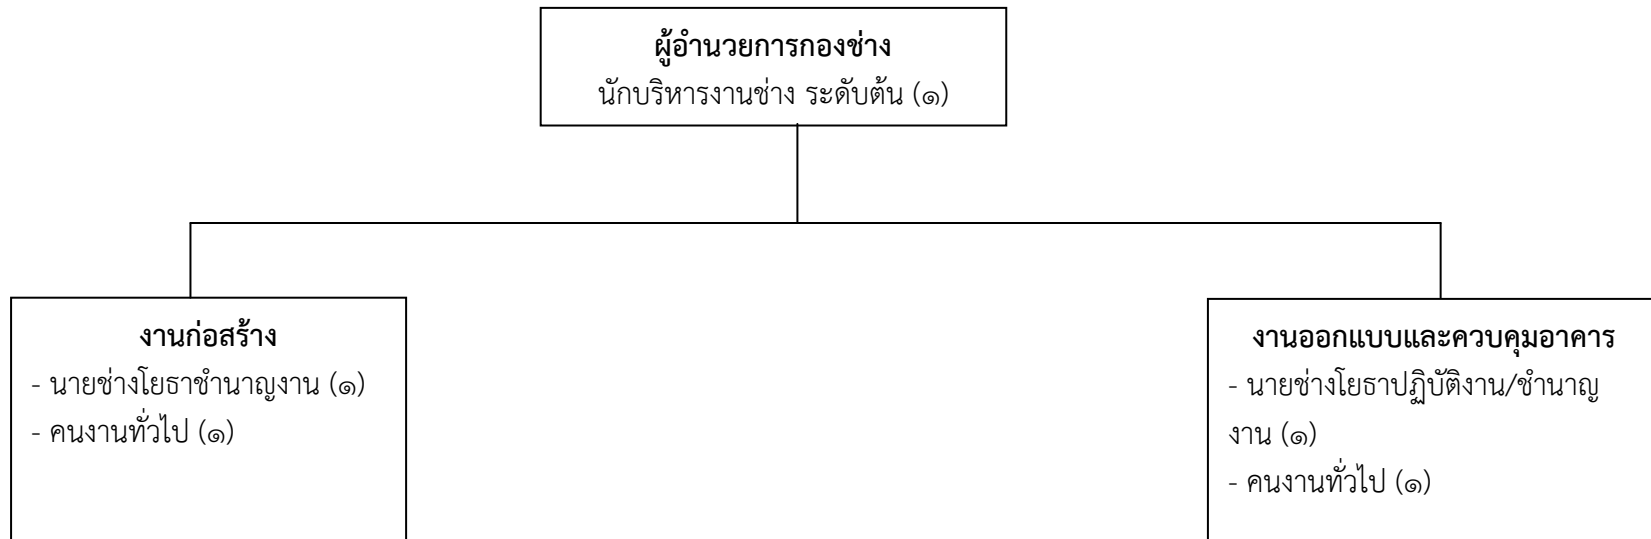 ผู้อำนวยการกองช่าง
นักบริหารงานช่าง ระดับต้น (๑)
งานก่อสร้าง
- นายช่างโยธาชำนาญงาน (๑)
- คนงานทั่วไป (๑)
งานออกแบบและควบคุมอาคาร
- นายช่างโยธาปฏิบัติงาน/ชำนาญ
งาน (๑)
- คนงานทั่วไป (๑)